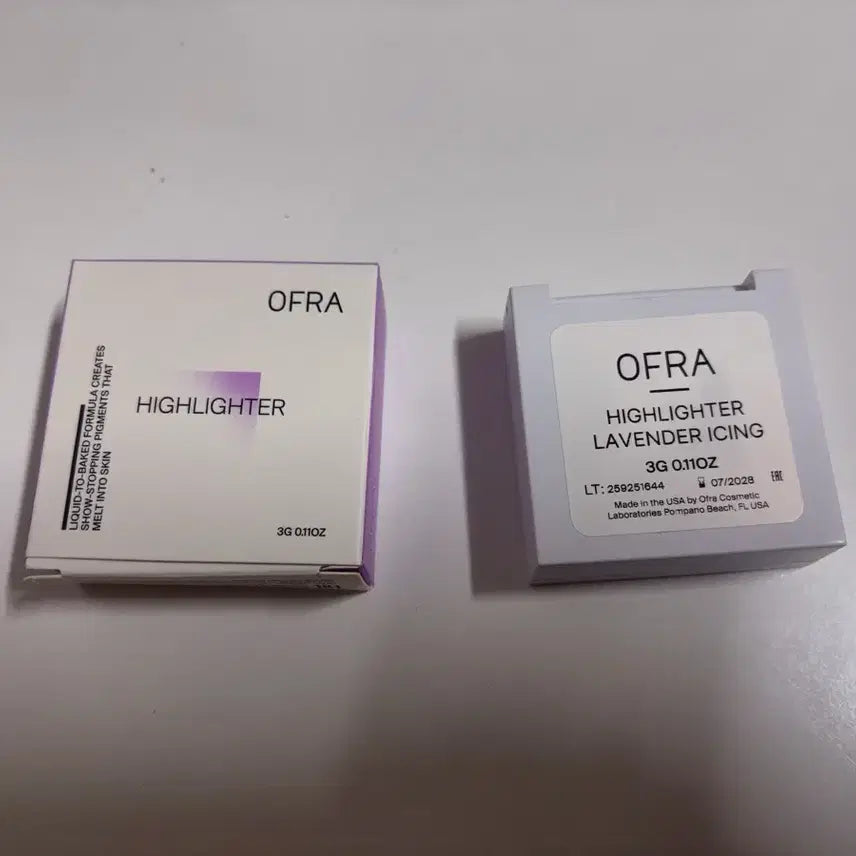 OFRA
HIGHLIGHTER
LIQUID-TO-BAKED FORMULA CREATES
SHOW-STOPPING PIGMENTS THAT
MELT INTO SKIN
3G 0.11OZ
OFRA
HIGHLIGHTER
LAVENDER ICING
3G 0.11OZ
LT: 259251644 07/2028 EAC
Made in the USA by Ofra Cosmetic
Laboratories Pompano Beach, FL USA